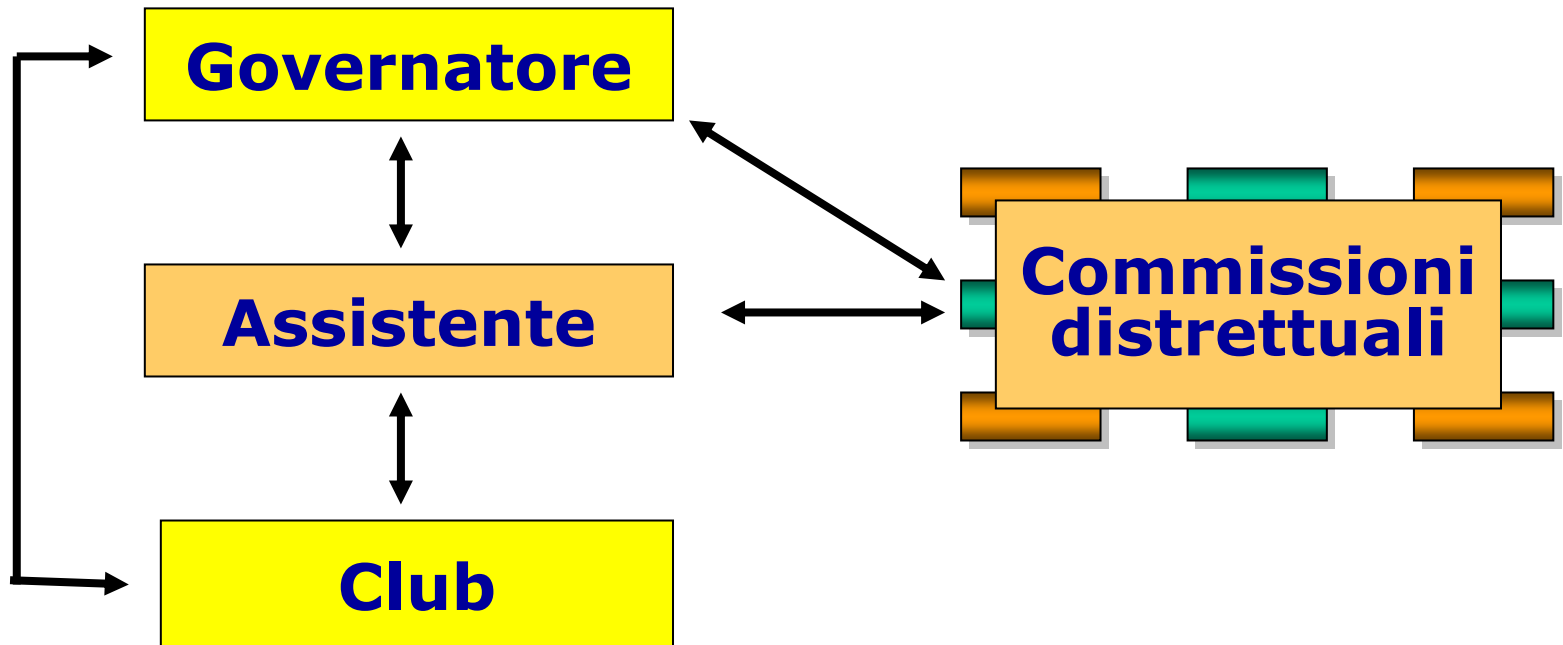 Governatore
Assistente
Commissioni
distrettuali
Club